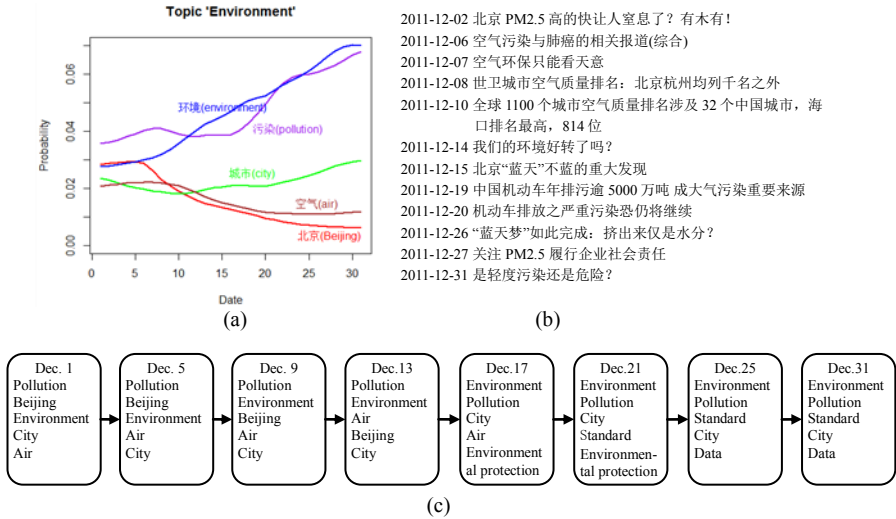 Topic 'Environment'
Probability
0.06
0.04
0.02
0.00
环境(environment)
污染(pollution)
城市(city)
空气(air)
北京(Beijing)
0 5 10 15 20 25 30
Date
(a)
2011-12-02 北京 PM2.5 高的快让人窒息了？有木有！
2011-12-06 空气污染与肺癌的相关报道(综合)
2011-12-07 空气环保只能看天意
2011-12-08 世卫城市空气质量排名：北京杭州均列千名之外
2011-12-10 全球 1100 个城市空气质量排名涉及 32 个中国城市，海
口排名最高，814 位
2011-12-14 我们的环境好转了吗？
2011-12-15 北京“蓝天”不蓝的重大发现
2011-12-19 中国机动车年排污逾 5000 万吨 成大气污染重要来源
2011-12-20 机动车排放之严重污染恐仍将继续
2011-12-26 “蓝天梦”如此完成：挤出来仅是水分？
2011-12-27 关注 PM2.5 履行企业社会责任
2011-12-31 是轻度污染还是危险？
(b)
Dec. 1
Pollution
Beijing
Environment
City
Air
Dec. 5
Pollution
Beijing
Environment
Air
City
Dec. 9
Pollution
Environment
Beijing
Air
City
Dec.13
Pollution
Environment
Air
Beijing
City
Dec.17
Environment
Pollution
City
Air
Environment
al protection
Dec.21
Environment
Pollution
City
Standard
Environmen-
tal protection
Dec.25
Environment
Pollution
Standard
City
Data
Dec.31
Environment
Pollution
Standard
City
Data
(c)